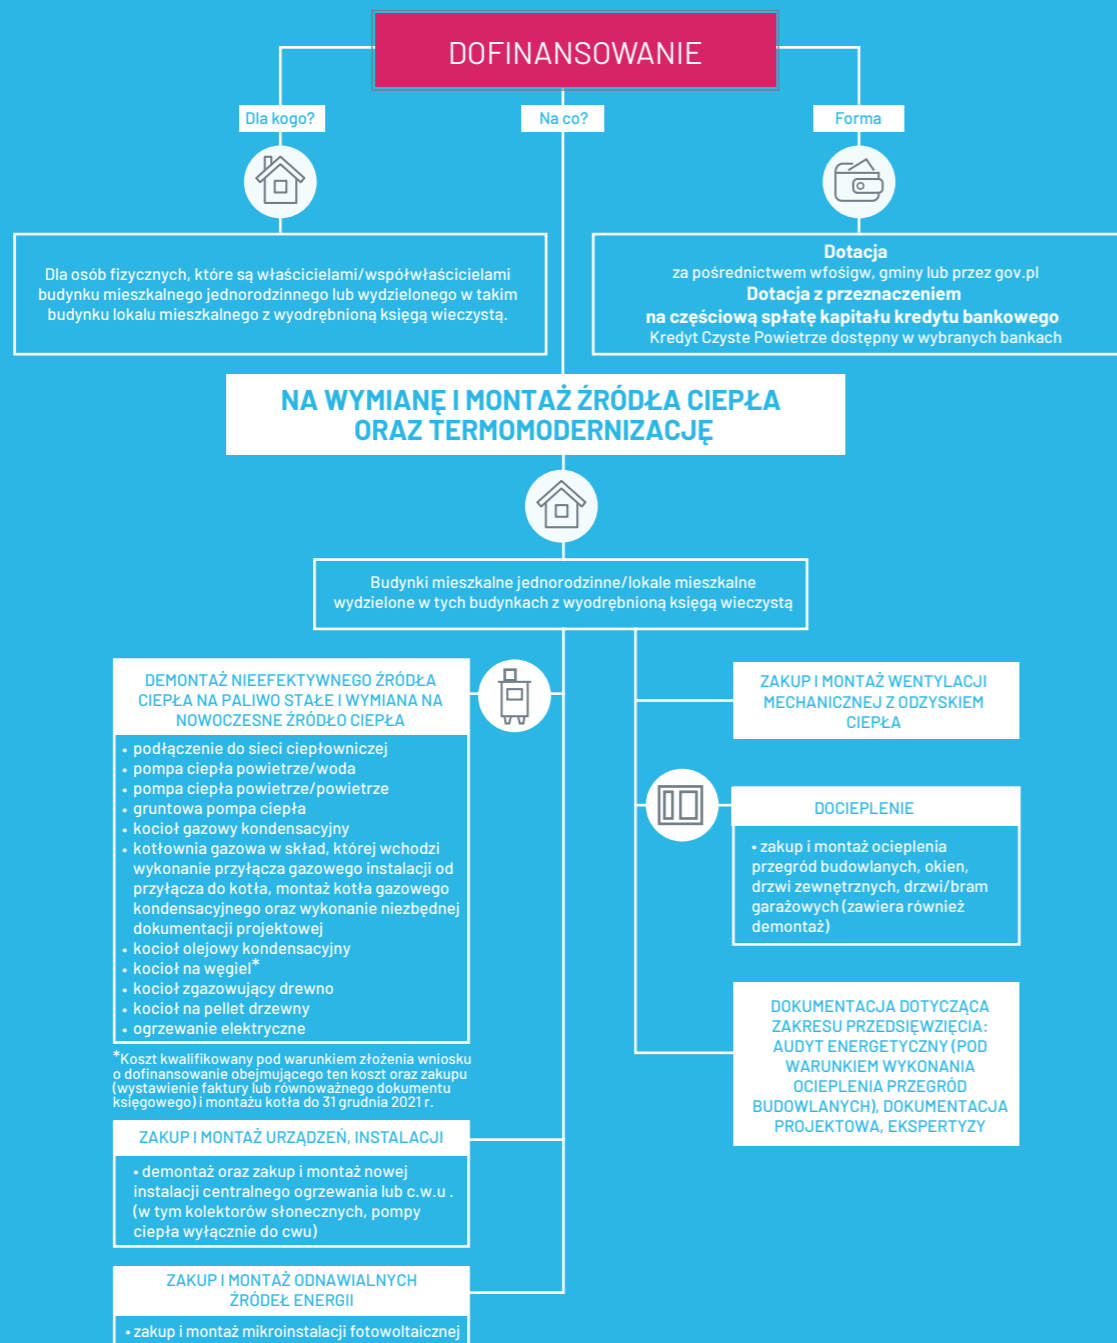 DOFINANSOWANIE
Dla kogo?
Na co?
Forma
Dla osób fizycznych, które są właścicielami/współwłaścicielami
budynku mieszkalnego jednorodzinnego lub wydzielonego w takim
budynku lokalu mieszkalnego z wyodrębnioną księgą wieczystą.
Dotacja
za pośrednictwem wfośigw, gminy lub przez gov.pl
Dotacja z przeznaczeniem
na częściową spłatę kapitału kredytu bankowego
Kredyt Czyste Powietrze dostępny w wybranych bankach
NA WYMIANĘ I MONTAŻ ŹRÓDŁA CIEPŁA
ORAZ TERMOMODERNIZACJĘ
Budynki mieszkalne jednorodzinne/lokale mieszkalne
wydzielone w tych budynkach z wyodrębnioną księgą wieczystą
DEMONTAŻ NIEEFEKTYWNEGO ŹRÓDŁA
CIEPŁA NA PALIWO STAŁE I WYMIANA NA
NOWOCZESNE ŹRÓDŁO CIEPŁA
• podłączenie do sieci ciepłowniczej
• pompa ciepła powietrze/woda
• pompa ciepła powietrze/powietrze
• gruntowa pompa ciepła
• kocioł gazowy kondensacyjny
• kotłownia gazowa w skład, której wchodzi
wykonanie przyłącza gazowego instalacji od
przyłącza do kotła, montaż kotła gazowego
kondensacyjnego oraz wykonanie niezbędnej
dokumentacji projektowej
• kocioł olejowy kondensacyjny
• kocioł na węgiel*
• kocioł zgazowujący drewno
• kocioł na pellet drzewny
• ogrzewanie elektryczne
*Koszt kwalifikowany pod warunkiem złożenia wniosku
o dofinansowanie obejmującego ten koszt oraz zakupu
(wystawienie faktury lub równoważnego dokumentu
księgowego) i montażu kotła do 31 grudnia 2021 r.
ZAKUP I MONTAŻ URZĄDZEŃ, INSTALACJI
• demontaż oraz zakup i montaż nowej
instalacji centralnego ogrzewania lub c.w.u .
(w tym kolektorów słonecznych, pompy
ciepła wyłącznie do cwu)
ZAKUP I MONTAŻ ODNAWIALNYCH
ŹRÓDEŁ ENERGII
• zakup i montaż mikroinstalacji fotowoltaicznej
ZAKUP I MONTAŻ WENTYLACJI
MECHANICZNEJ Z ODZYSKIEM
CIEPŁA
DOCIEPLENIE
• zakup i montaż ocieplenia
przegród budowlanych, okien,
drzwi zewnętrznych, drzwi/bram
garażowych (zawiera również
demontaż)
DOKUMENTACJA DOTYCZĄCA
ZAKRESU PRZEDSIĘWZIĘCIA:
AUDYT ENERGETYCZNY (POD
WARUNKIEM WYKONANIA
OCIEPLENIA PRZEGRÓD
BUDOWLANYCH), DOKUMENTACJA
PROJEKTOWA, EKSPERTYZY